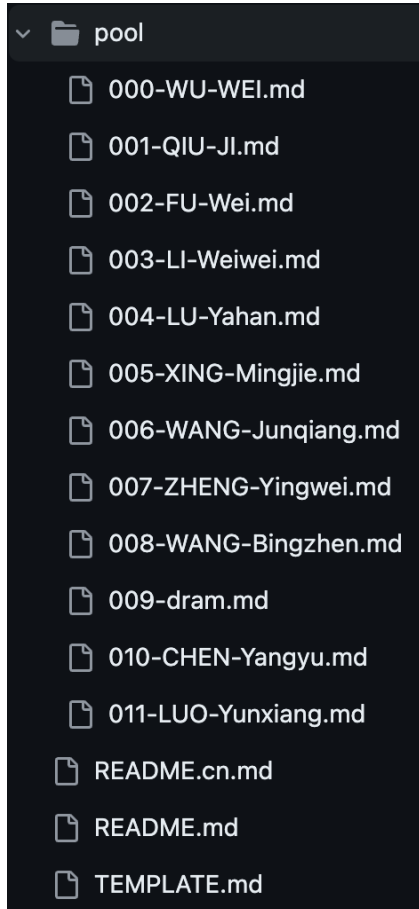 pool
000-WU-WEI.md
001-QIU-JI.md
002-FU-Wei.md
003-LI-Weiwei.md
004-LU-Yahan.md
005-XING-Mingjie.md
006-WANG-Junqiang.md
007-ZHENG-Yingwei.md
008-WANG-Bingzhen.md
009-dram.md
010-CHEN-Yangyu.md
011-LUO-Yunxiang.md
README.cn.md
README.md
TEMPLATE.md